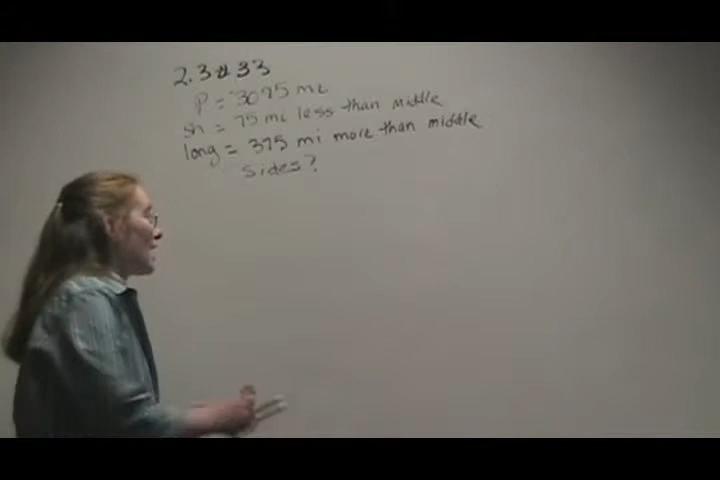 2.3 # 33
P = 3075 mi
sh = 75 mi less than middle
long = 375 mi more than middle
sides?